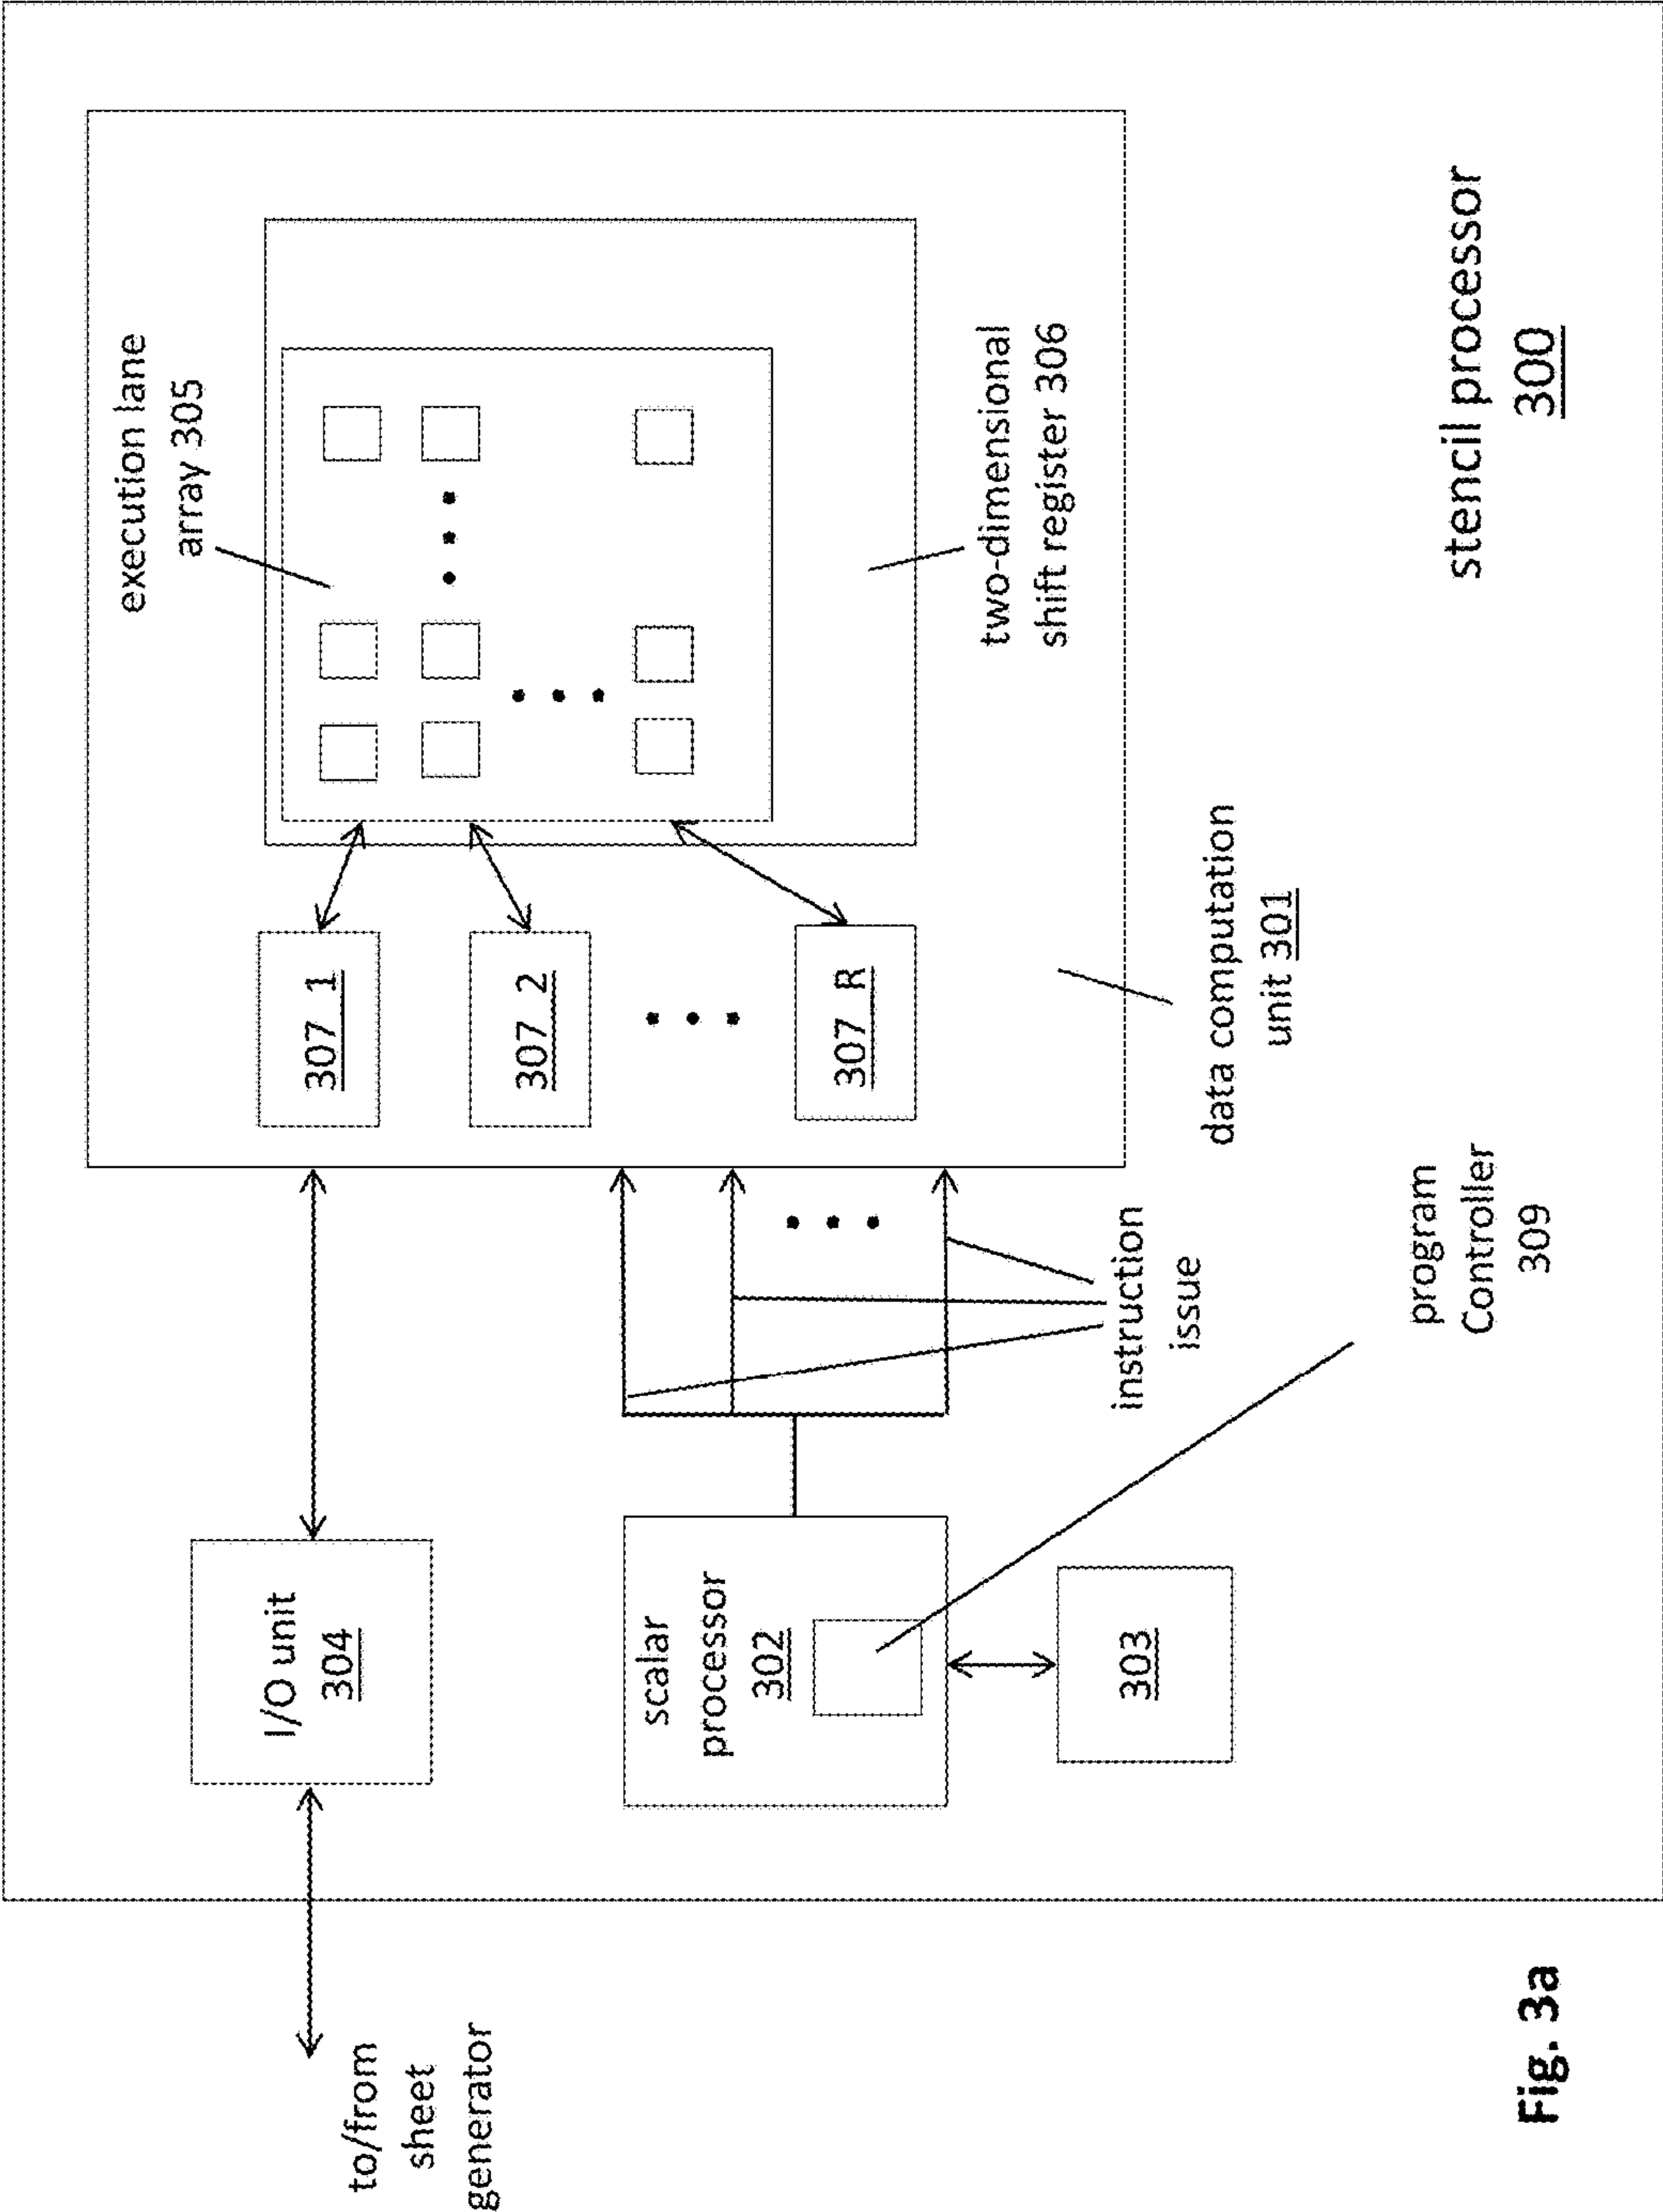 to/from
sheet
generator
I/O unit
304
scalar
processor
302
303
program
Controller
309
instruction
issue
307_1
307_2
307_R
data computation
unit 301
execution lane
array 305
two-dimensional
shift register 306
stencil processor
300
Fig. 3a